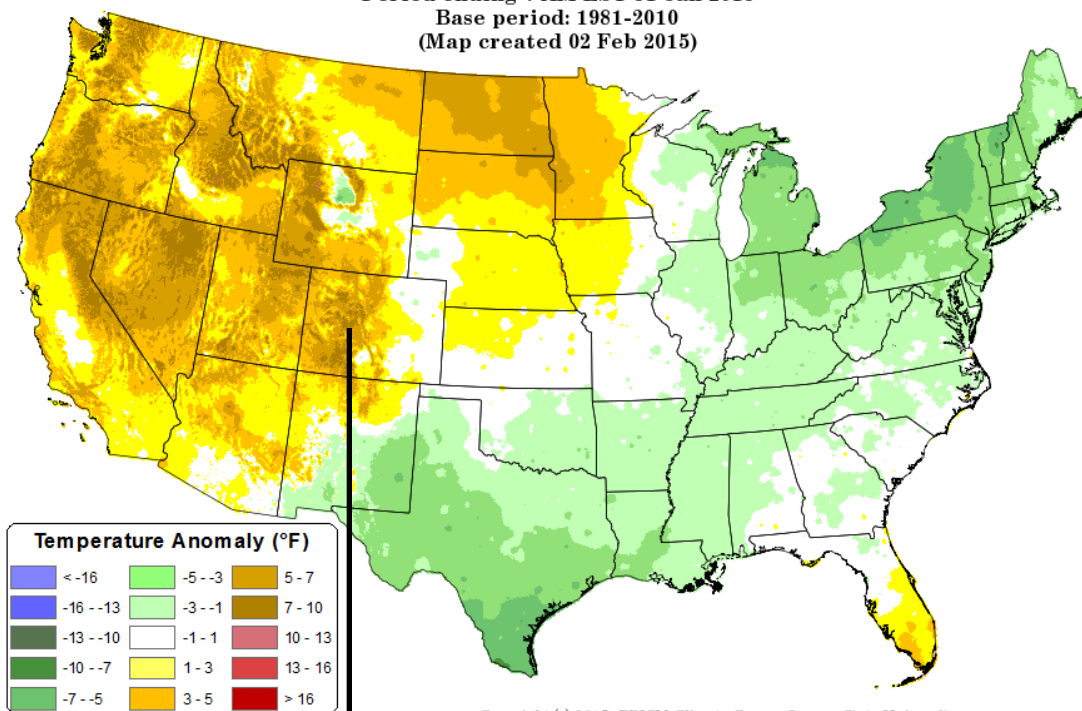 Base period: 1981-2010
(Map created 02 Feb 2015)
Temperature Anomaly (°F)
< -16
-16 - -13
-13 - -10
-10 - -7
-7 - -5
-5 - -3
-3 - -1
-1 - 1
1 - 3
3 - 5
5 - 7
7 - 10
10 - 13
13 - 16
> 16